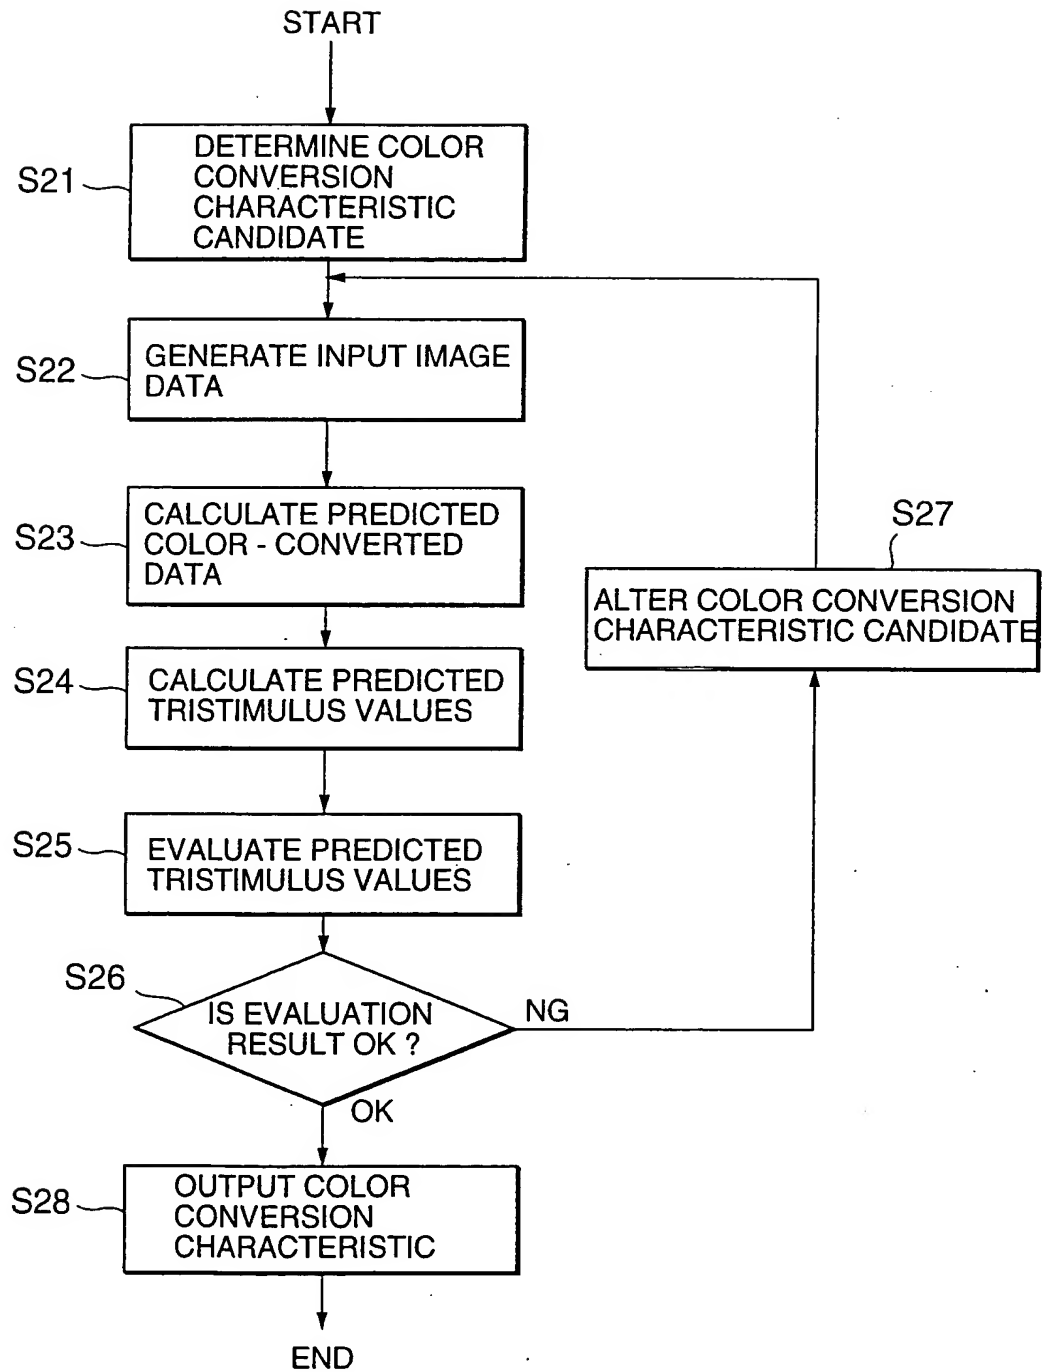 START
S21
DETERMINE COLOR
CONVERSION
CHARACTERISTIC
CANDIDATE
S22
GENERATE INPUT IMAGE
DATA
S23
CALCULATE PREDICTED
COLOR - CONVERTED
DATA
S27
ALTER COLOR CONVERSION
CHARACTERISTIC CANDIDATE
S24
CALCULATE PREDICTED
TRISTIMULUS VALUES
S25
EVALUATE PREDICTED
TRISTIMULUS VALUES
S26
IS EVALUATION
RESULT OK ?
NG
OK
S28
OUTPUT COLOR
CONVERSION
CHARACTERISTIC
END